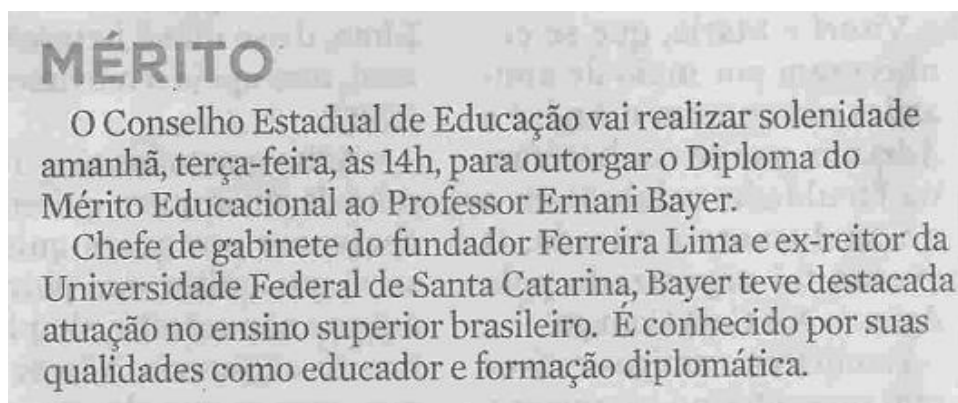 MÉRITO
O Conselho Estadual de Educação vai realizar solenidade
amanhã, terça-feira, às 14h, para outorgar o Diploma do
Mérito Educacional ao Professor Ernani Bayer.
Chefe de gabinete do fundador Ferreira Lima e ex-reitor da
Universidade Federal de Santa Catarina, Bayer teve destacada
atuação no ensino superior brasileiro. É conhecido por suas
qualidades como educador e formação diplomática.